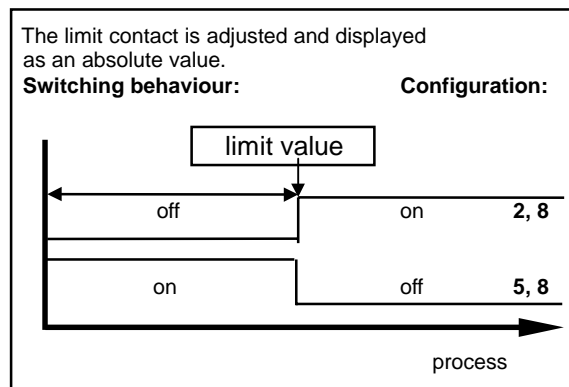 The limit contact is adjusted and displayed
as an absolute value.
Switching behaviour: Configuration:
limit value
off on 2, 8
on off 5, 8
process